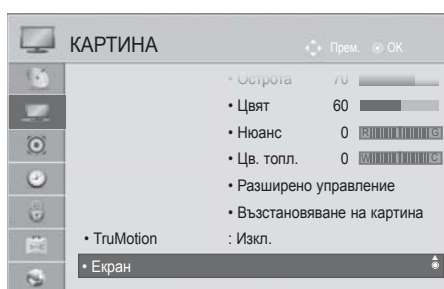 КАРТИНА Прем. OK
• Острота 70
• Цвят 60
• Нюанс 0 R G
• Цв. топл. 0 W C
• Разширено управление
• Възстановяване на картина
• TruMotion : Изкл.
• Екран